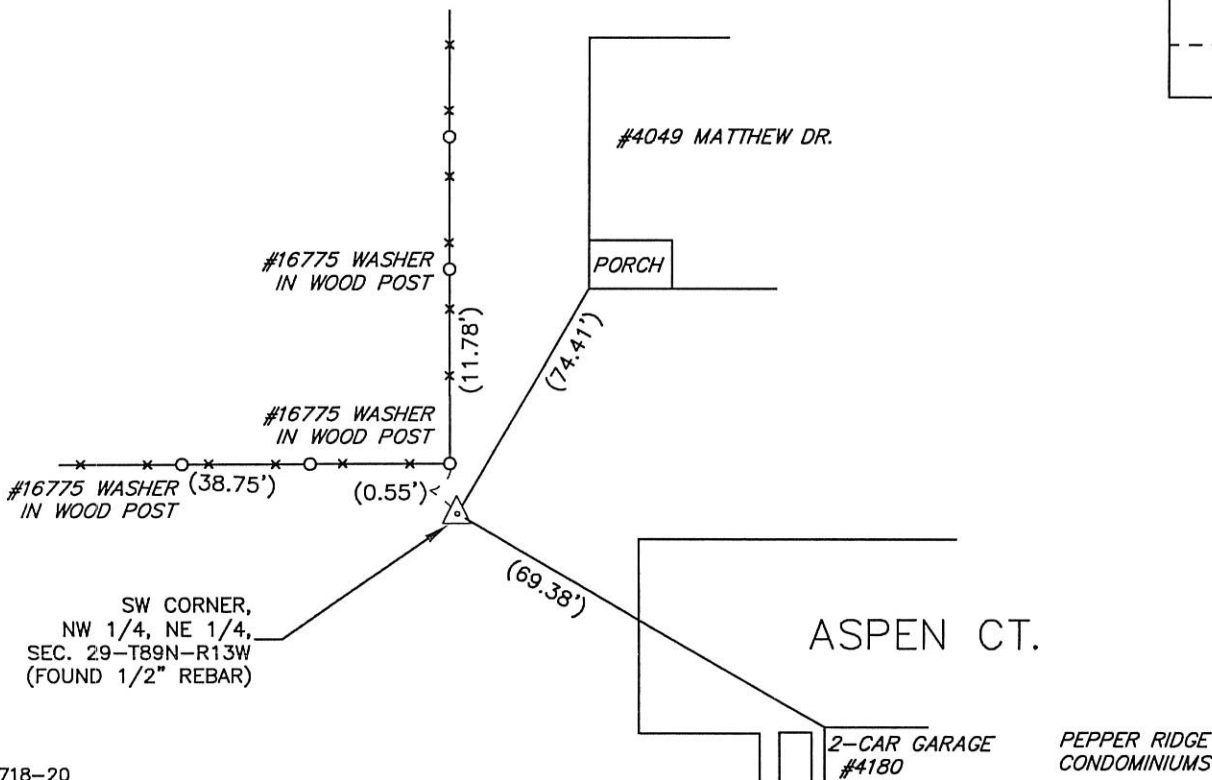 #4049 MATTHEW DR.
#16775 WASHER
IN WOOD POST
PORCH
(11.78')
(74.41')
#16775 WASHER
IN WOOD POST
#16775 WASHER
IN WOOD POST
(38.75')
(0.55')
(69.38')
SW CORNER,
NW 1/4, NE 1/4,
SEC. 29-T89N-R13W
(FOUND 1/2" REBAR)
ASPEN CT.
2-CAR GARAGE
#4180
PEPPER RIDGE
CONDOMINIUMS
718-20